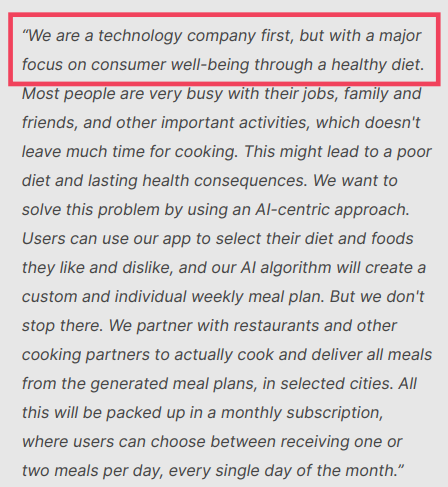 “We are a technology company first, but with a major
focus on consumer well-being through a healthy diet.
Most people are very busy with their jobs, family and
friends, and other important activities, which doesn't
leave much time for cooking. This might lead to a poor
diet and lasting health consequences. We want to
solve this problem by using an AI-centric approach.
Users can use our app to select their diet and foods
they like and dislike, and our AI algorithm will create a
custom and individual weekly meal plan. But we don't
stop there. We partner with restaurants and other
cooking partners to actually cook and deliver all meals
from the generated meal plans, in selected cities. All
this will be packed up in a monthly subscription,
where users can choose between receiving one or
two meals per day, every single day of the month.”